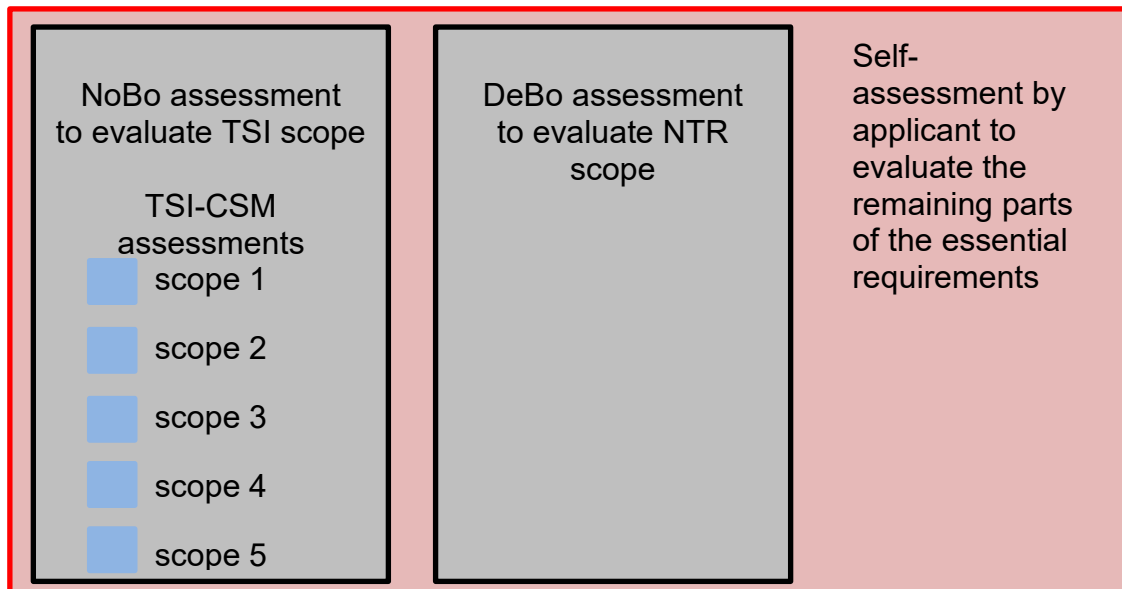 NoBo assessment
to evaluate TSI scope
TSI-CSM
assessments
scope 1
scope 2
scope 3
scope 4
scope 5
DeBo assessment
to evaluate NTR
scope
Self-
assessment by
applicant to
evaluate the
remaining parts
of the essential
requirements